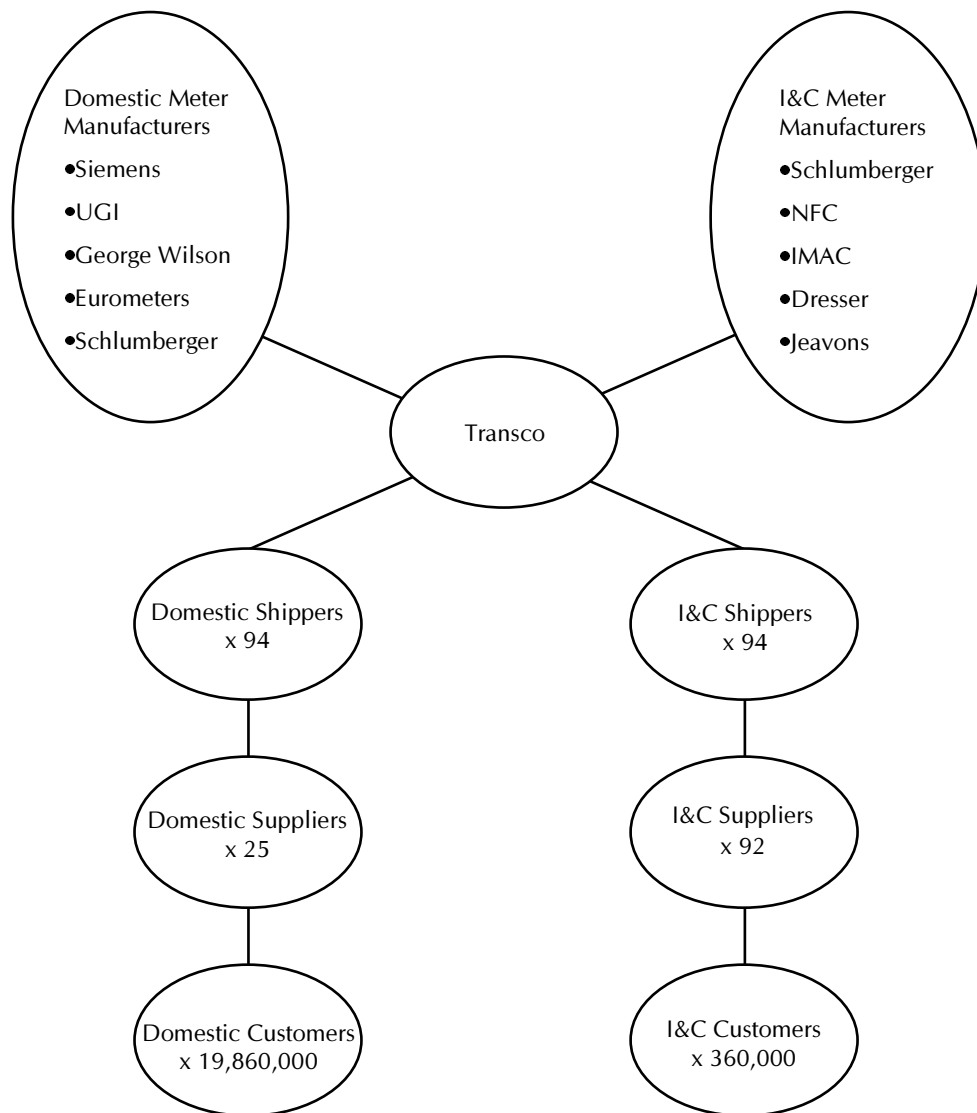 Domestic Meter
Manufacturers
•Siemens
•UGI
•George Wilson
•Eurometers
•Schlumberger
I&C Meter
Manufacturers
•Schlumberger
•NFC
•IMAC
•Dresser
•Jeavons
Transco
Domestic Shippers
x 94
I&C Shippers
x 94
Domestic Suppliers
x 25
I&C Suppliers
x 92
Domestic Customers
x 19,860,000
I&C Customers
x 360,000